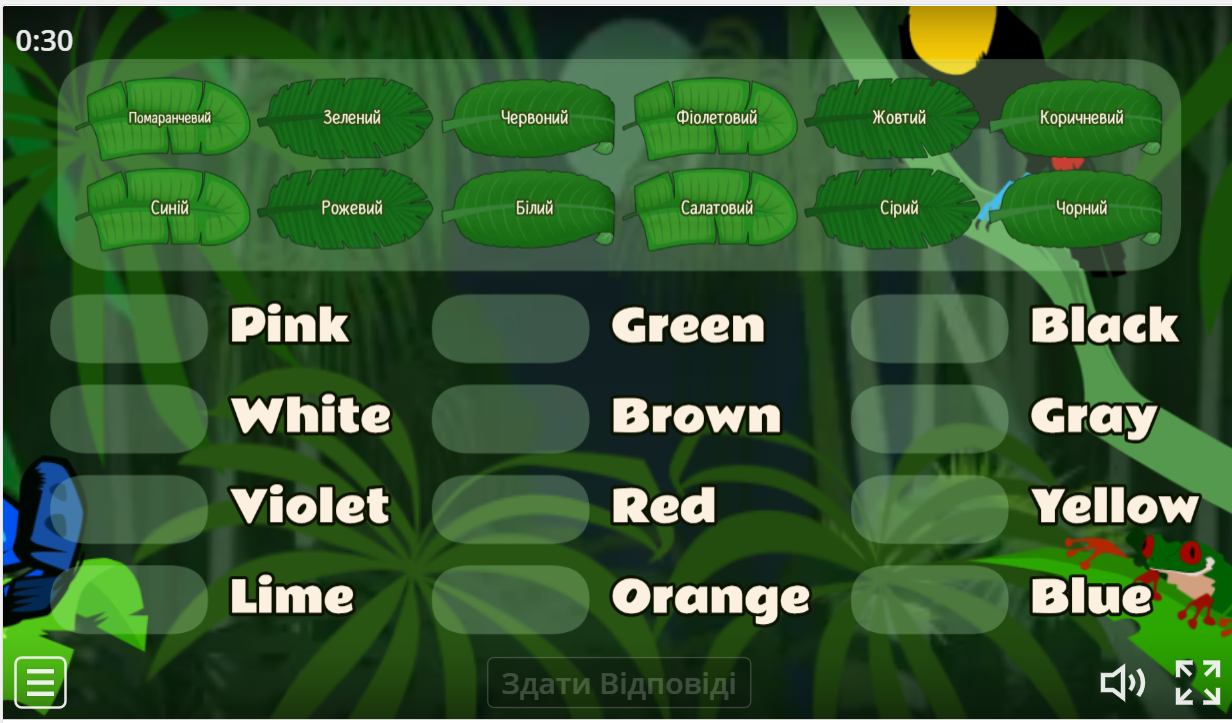 0:30
Помаранчевий Зелений Червоний Фіолетовий Жовтий Коричневий
Синій Рожевий Білий Салатовий Сірий Чорний
Pink Green Black
White Brown Gray
Violet Red Yellow
Lime Orange Blue
Здати Відповіді